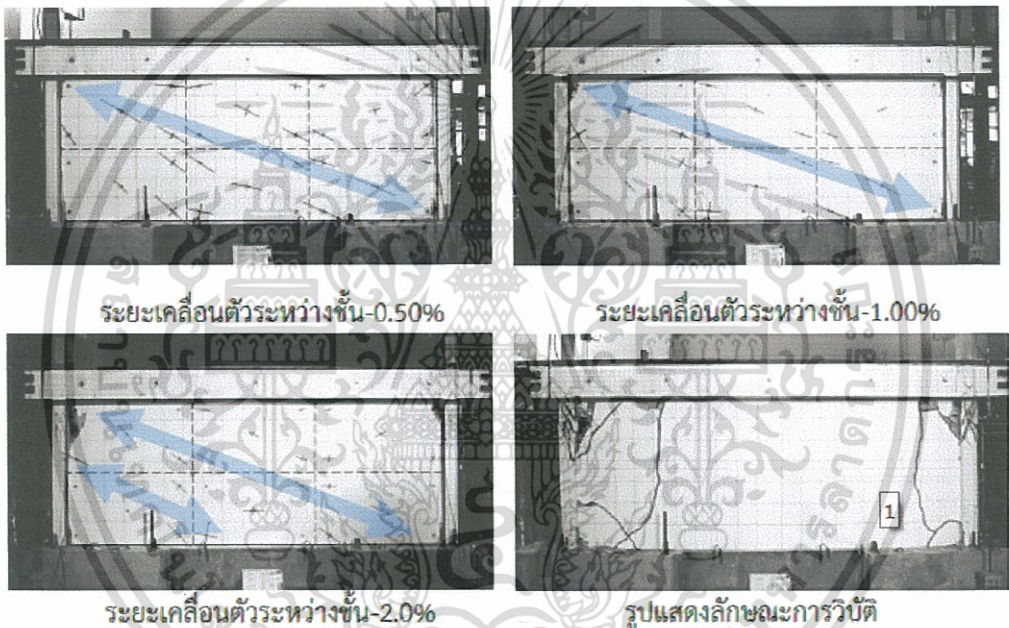 ระยะเคลื่อนตัวระหว่างชั้น-0.50%
ระยะเคลื่อนตัวระหว่างชั้น-1.00%
1
ระยะเคลื่อนตัวระหว่างชั้น-2.0%
รูปแสดงลักษณะการวิบัติ